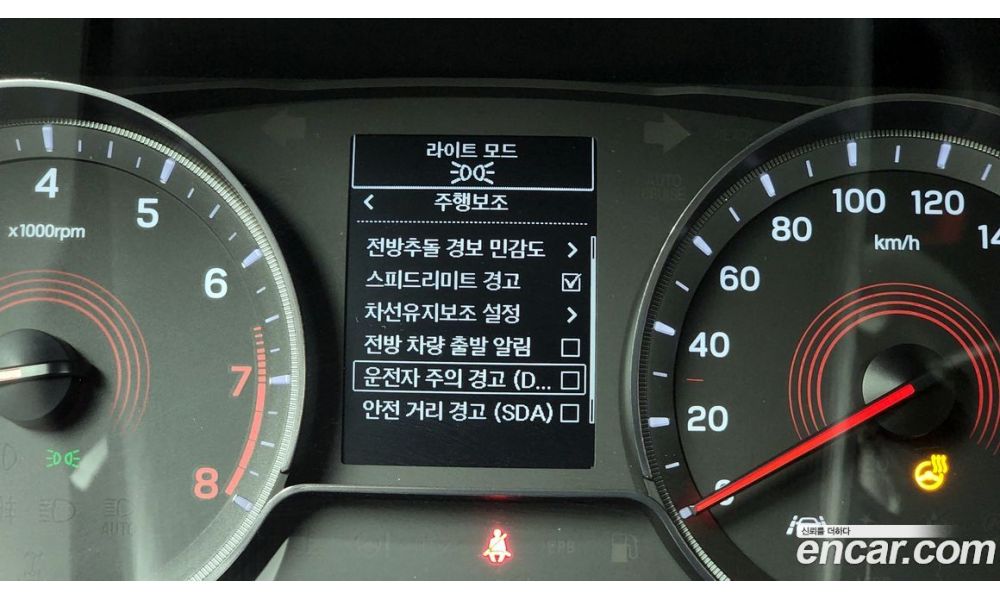 라이트 모드
< 주행보조
전방추돌 경보 민감도 >
스피드리미트 경고 ☑
차선유지보조 설정 >
전방 차량 출발 알림 ☐
운전자 주의 경고 (D... ☐
안전 거리 경고 (SDA) ☐
4
5
6
7
8
x1000rpm
AUTO
0
20
40
60
80
100
120
14
km/h
EPB
신뢰를 더하다
encar.com